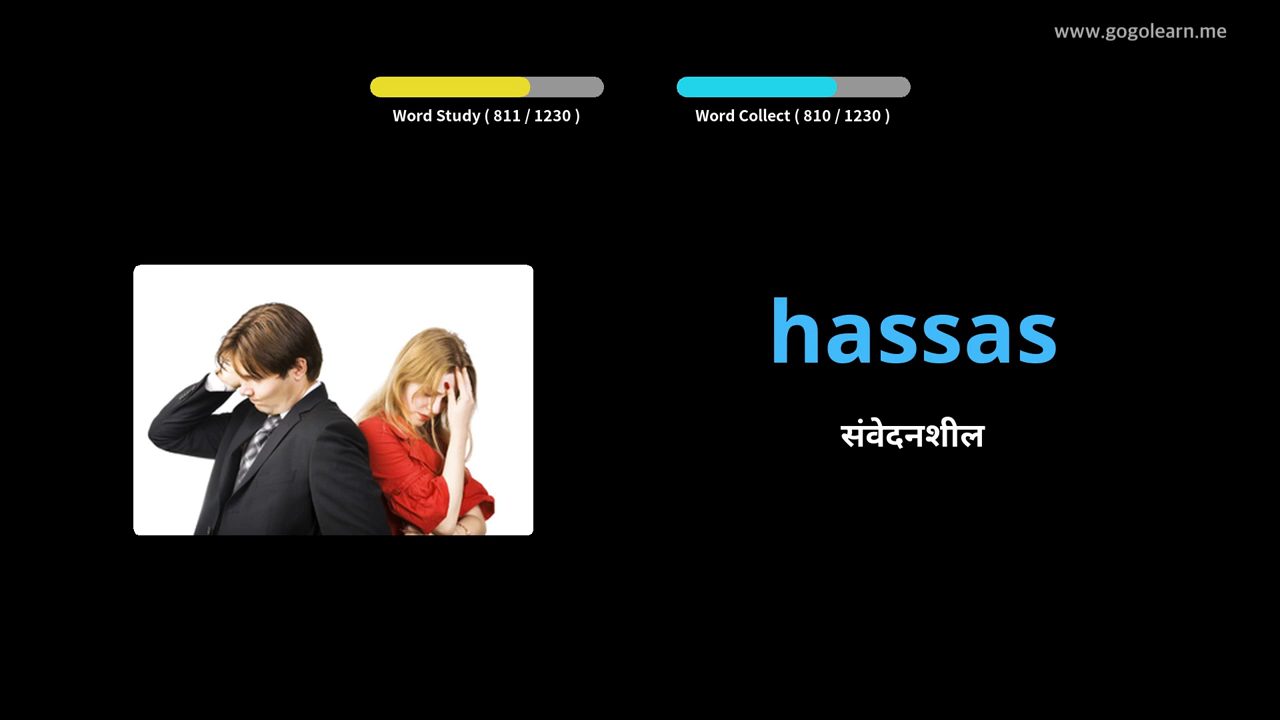 www.gogolearn.me
Word Study ( 811 / 1230 )
Word Collect ( 810 / 1230 )
hassas
संवेदनशील